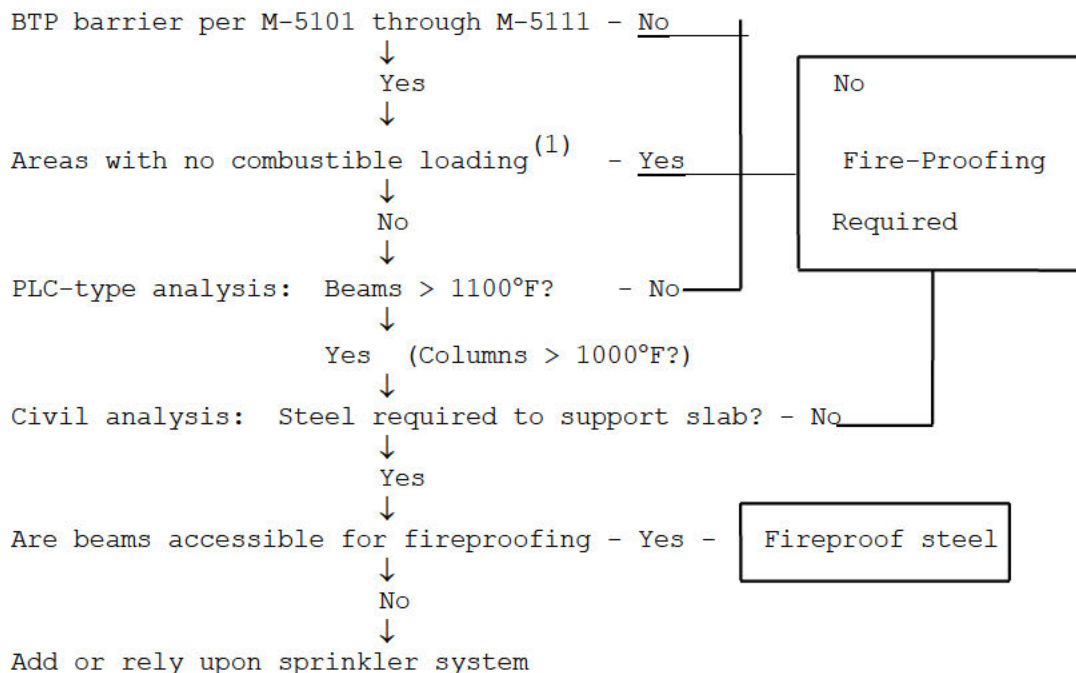 BTP barrier per M-5101 through M-5111 - No
↓
Yes
↓
No
Areas with no combustible loading(1) - Yes
Fire-Proofing
↓
No
Required
↓
PLC-type analysis: Beams > 1100°F? - No
↓
Yes (Columns > 1000°F?)
↓
Civil analysis: Steel required to support slab? - No
↓
Yes
↓
Are beams accessible for fireproofing - Yes - Fireproof steel
↓
No
↓
Add or rely upon sprinkler system